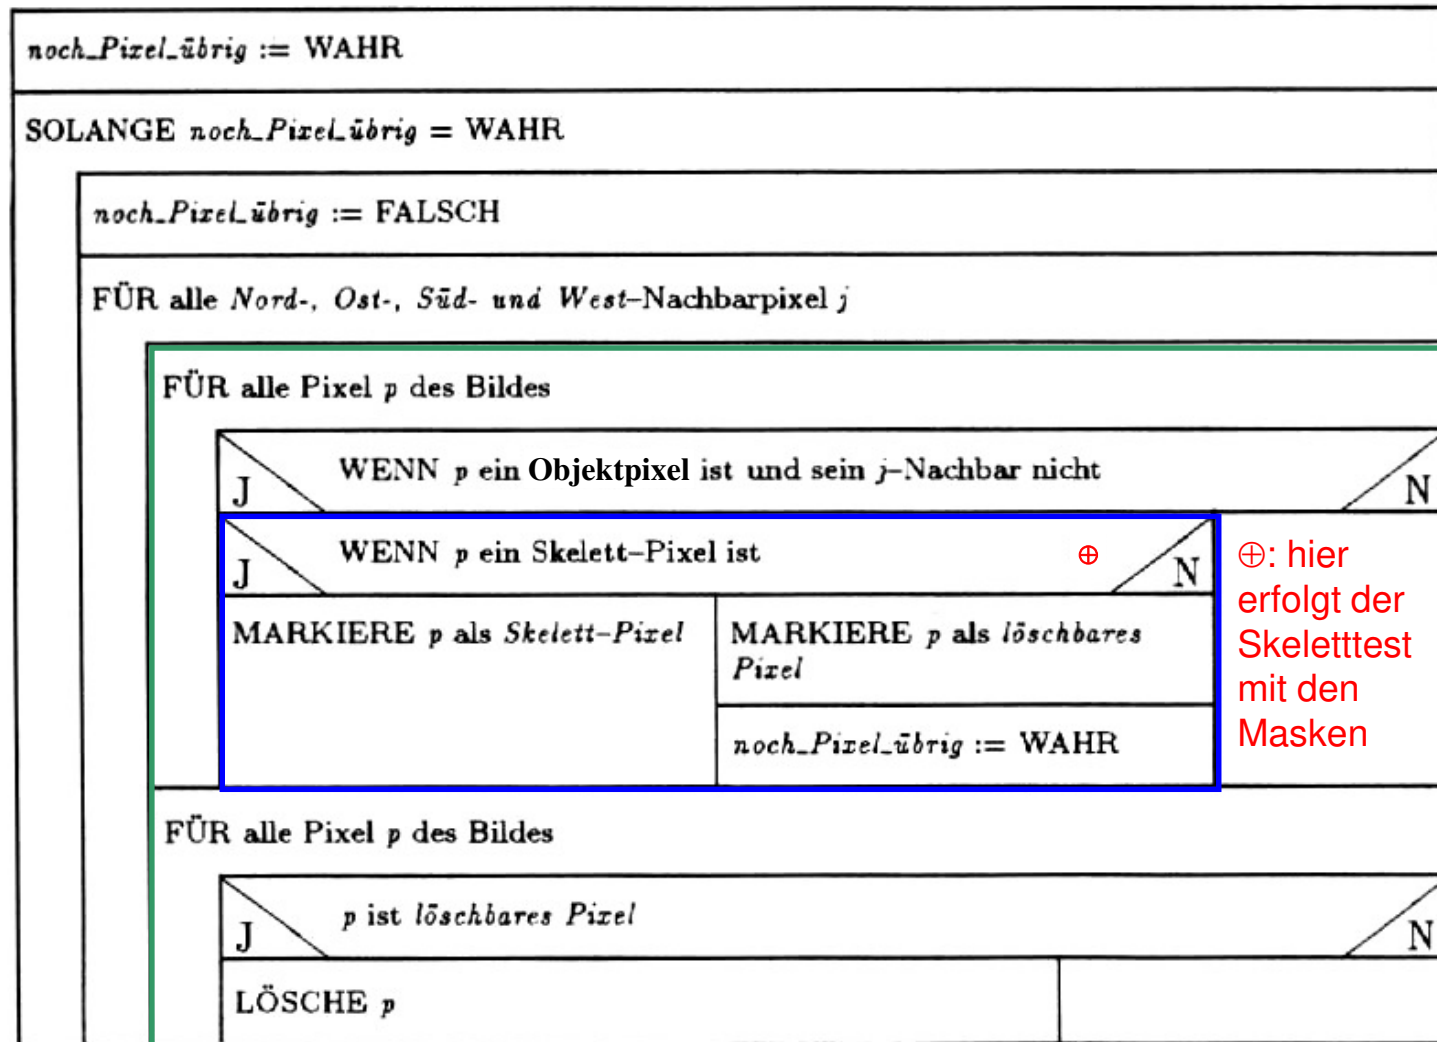 noch_Pixel_übrig := WAHR
SOLANGE noch_Pixel_übrig = WAHR
noch_Pixel_übrig := FALSCH
FÜR alle Nord-, Ost-, Süd- und West-Nachbarpixel j
FÜR alle Pixel p des Bildes
WENN p ein Objektpixel ist und sein j-Nachbar nicht
J
N
WENN p ein Skelett-Pixel ist ⊕
J
N
MARKIERE p als Skelett-Pixel
MARKIERE p als löschbares
Pixel
noch_Pixel_übrig := WAHR
⊕: hier
erfolgt der
Skeletttest
mit den
Masken
FÜR alle Pixel p des Bildes
p ist löschbares Pixel
J
N
LÖSCHE p